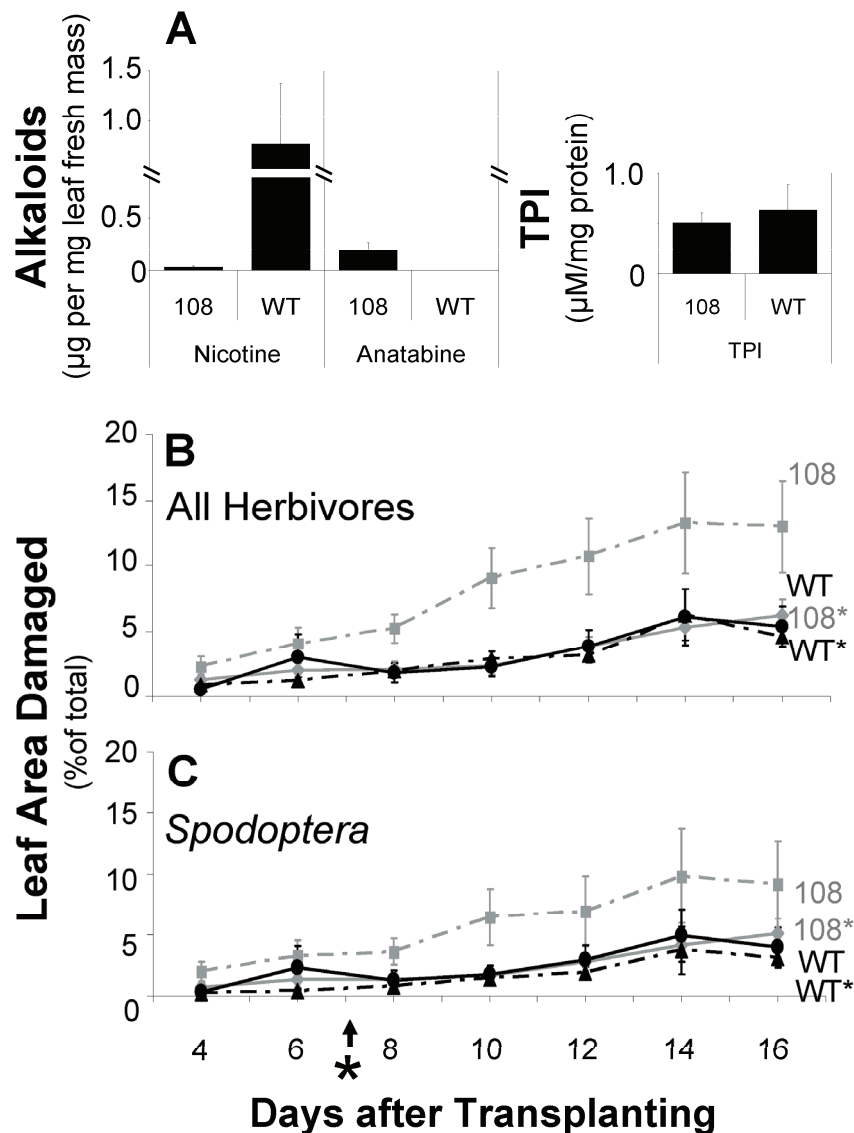 A
Alkaloids
(µg per mg leaf fresh mass)
1.5
1.0
0.5
0
108 WT 108 WT
Nicotine Anatabine
TPI
(µM/mg protein)
1.0
0
108 WT
TPI
Leaf Area Damaged
(%of total)
B
All Herbivores
20
15
10
5
0
108
WT
108*
WT*
C
Spodoptera
20
15
10
5
0
108
108*
WT
WT*
4 6 8 10 12 14 16
*
Days after Transplanting